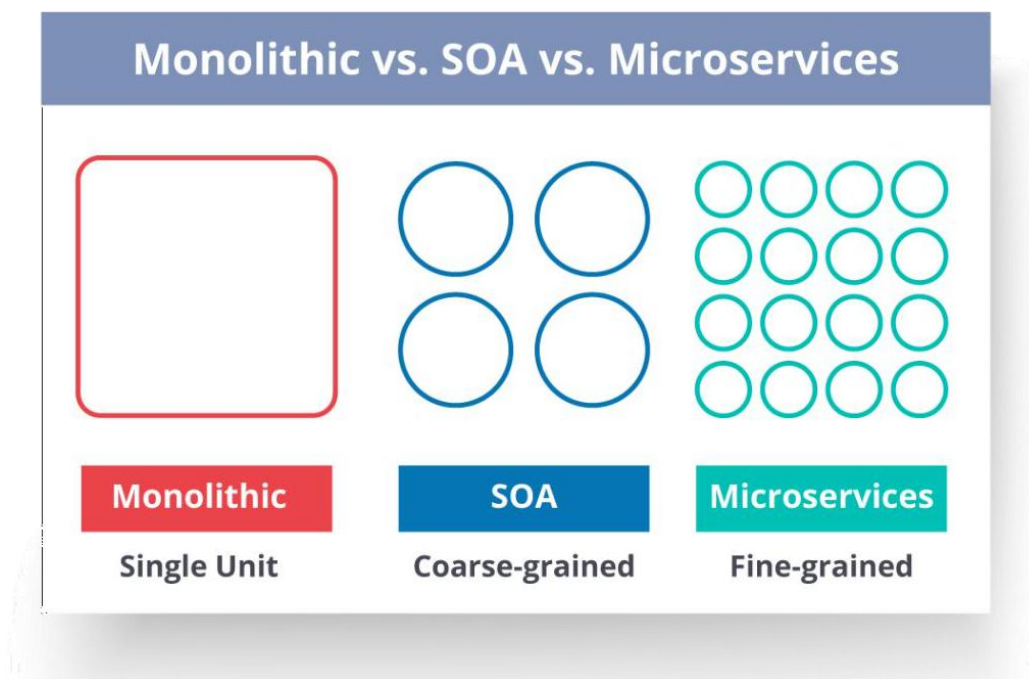 Monolithic vs. SOA vs. Microservices
Monolithic
SOA
Microservices
Single Unit
Coarse-grained
Fine-grained